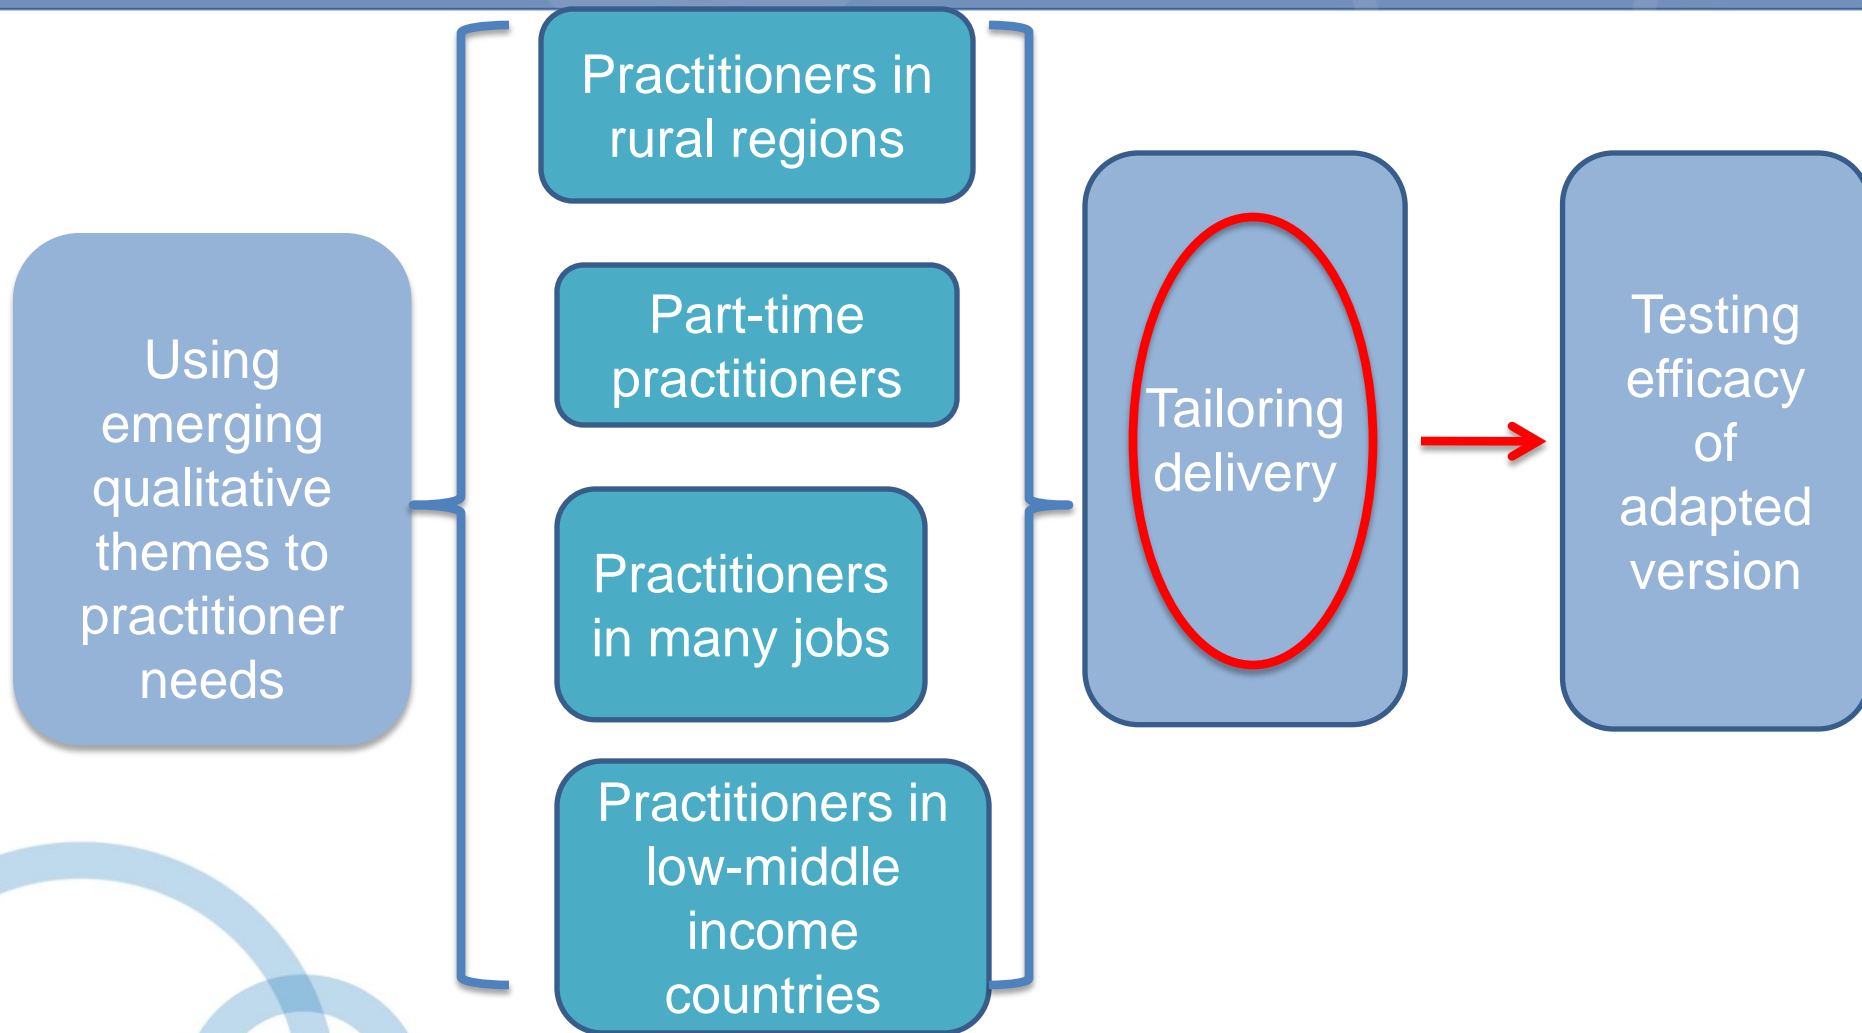 Using
emerging
qualitative
themes to
practitioner
needs
Practitioners in
rural regions
Part-time
practitioners
Practitioners
in many jobs
Practitioners in
low-middle
income
countries
Tailoring
delivery
Testing
efficacy
of
adapted
version